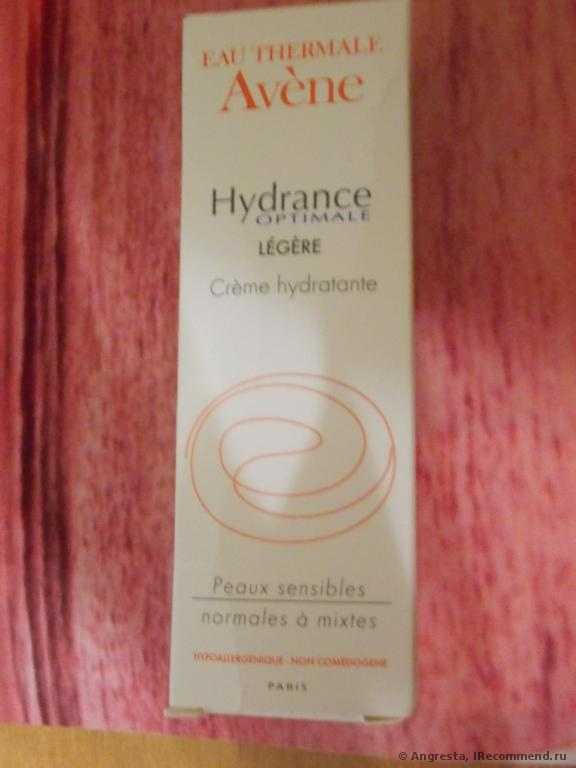 EAU THERMALE
Avène
Hydrance
OPTIMALE
LÉGÈRE
Crème hydratante
Peaux sensibles
normales à mixtes
HYPOALLERGÉNIQUE - NON COMÉDOGÈNE
PARIS
© Angresta, IRecommend.ru